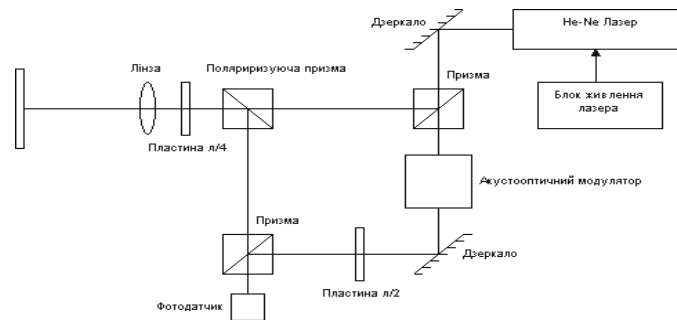 Дзеркало
He-Ne Лазер
Лінза
Поляриризуюча призма
Призма
Блок живлення
лазера
Пластина л/4
Акустооптичний модулятор
Призма
Дзеркало
Пластина л/2
Фотодатчик